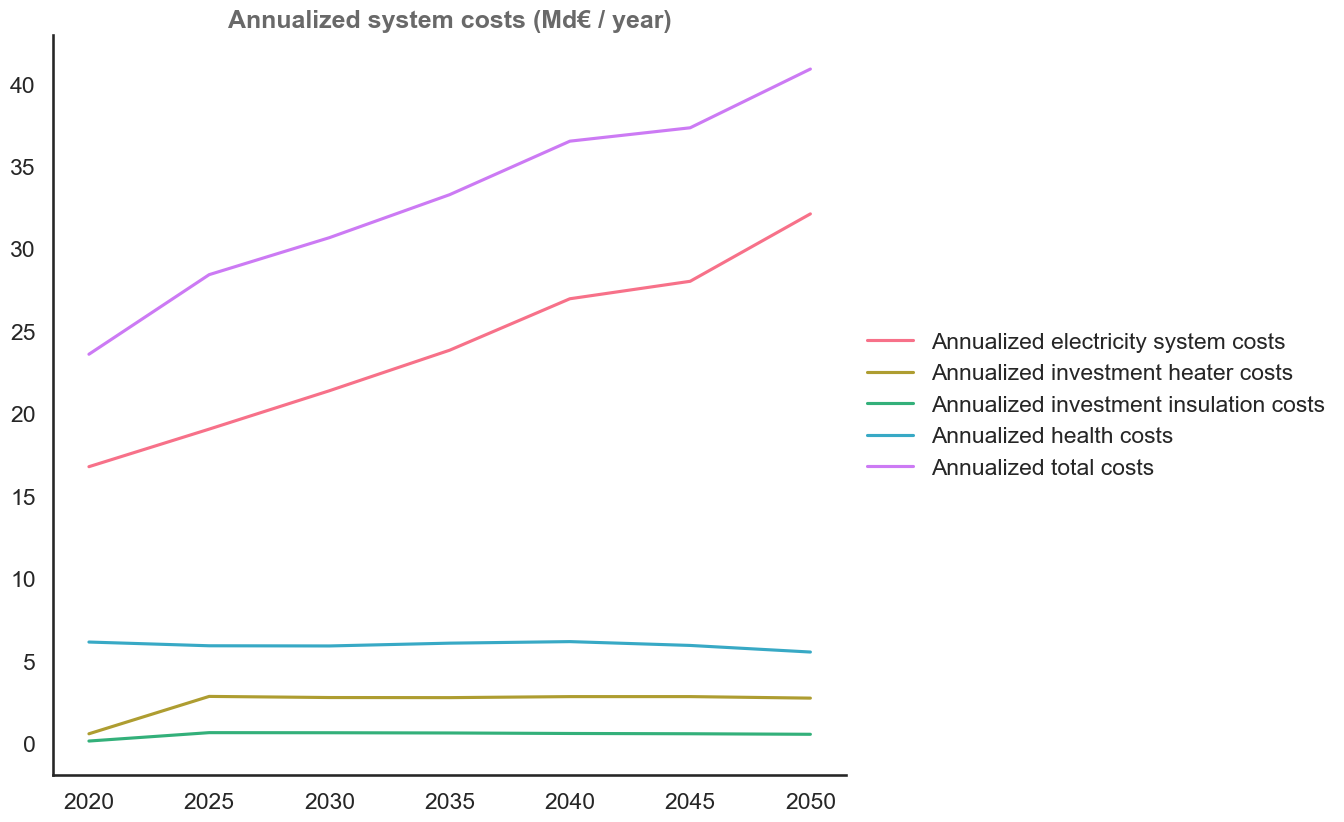 Annualized system costs (Md€ / year)
40
35
30
25
20
15
10
5
0
2020 2025 2030 2035 2040 2045 2050
Annualized electricity system costs
Annualized investment heater costs
Annualized investment insulation costs
Annualized health costs
Annualized total costs